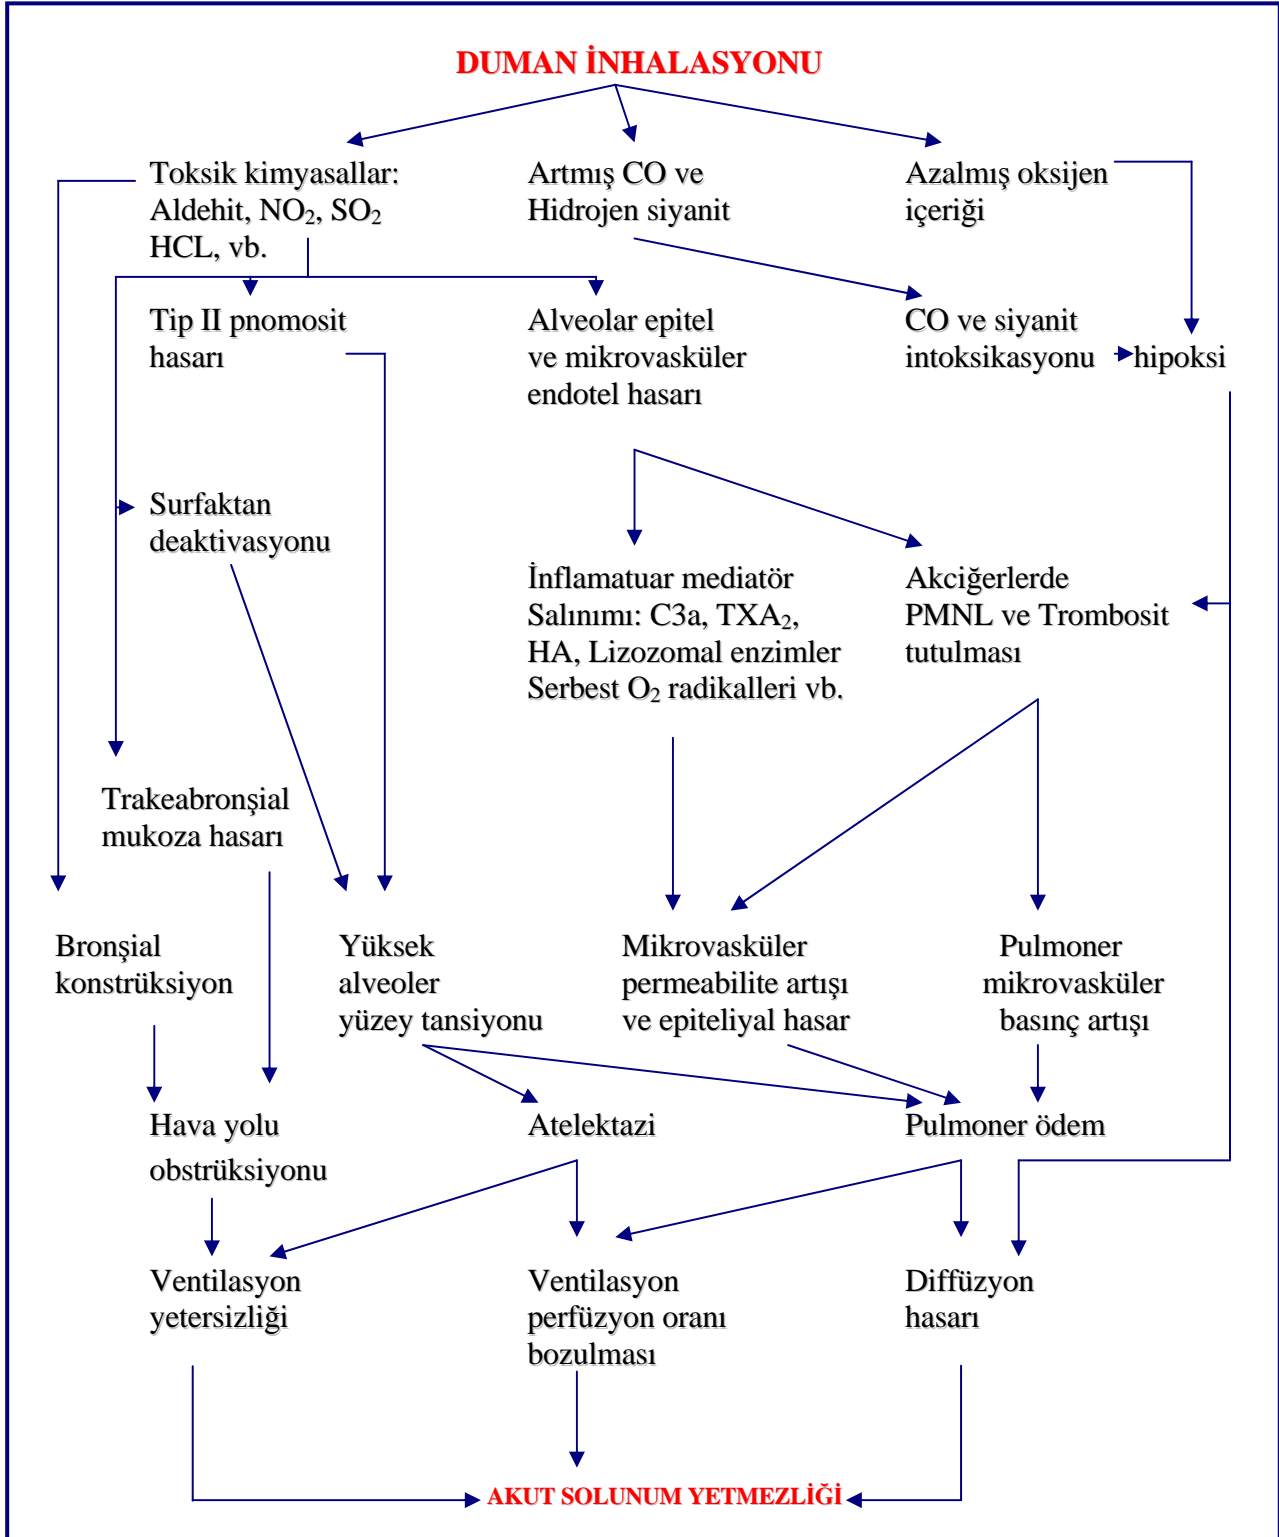 DUMAN İNHALASYONU
Toksik kimyasallar:
Aldehit, NO₂, SO₂
HCL, vb.
Artmış CO ve
Hidrojen siyanit
Azalmış oksijen
içeriği
Tip II pnomosit
hasarı
Alveolar epitel
ve mikrovasküler
endotel hasarı
CO ve siyanit
intoksikasyonu
hipoksi
Surfaktan
deaktivasyonu
İnflamatuar mediatör
Salınımı: C3a, TXA₂,
HA, Lizozomal enzimler
Serbest O₂ radikalleri vb.
Akciğerlerde
PMNL ve Trombosit
tutulması
Trakeabronşial
mukoza hasarı
Bronşial
konstrüksiyon
Yüksek
alveoler
yüzey tansiyonu
Mikrovasküler
permeabilite artışı
ve epiteliyal hasar
Pulmoner
mikrovasküler
basınç artışı
Hava yolu
obstrüksiyonu
Atelektazi
Pulmoner ödem
Ventilasyon
yetersizliği
Ventilasyon
perfüzyon oranı
bozulması
Diffüzyon
hasarı
AKUT SOLUNUM YETMEZLİĞİ